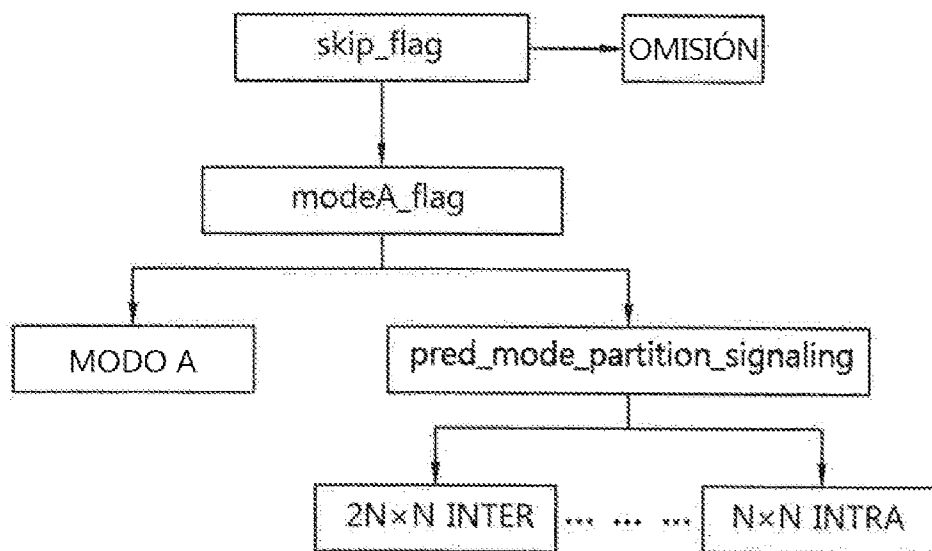 skip_flag
OMISIÓN
modeA_flag
MODO A
pred_mode_partition_signaling
2N×N INTER ... ... ... N×N INTRA